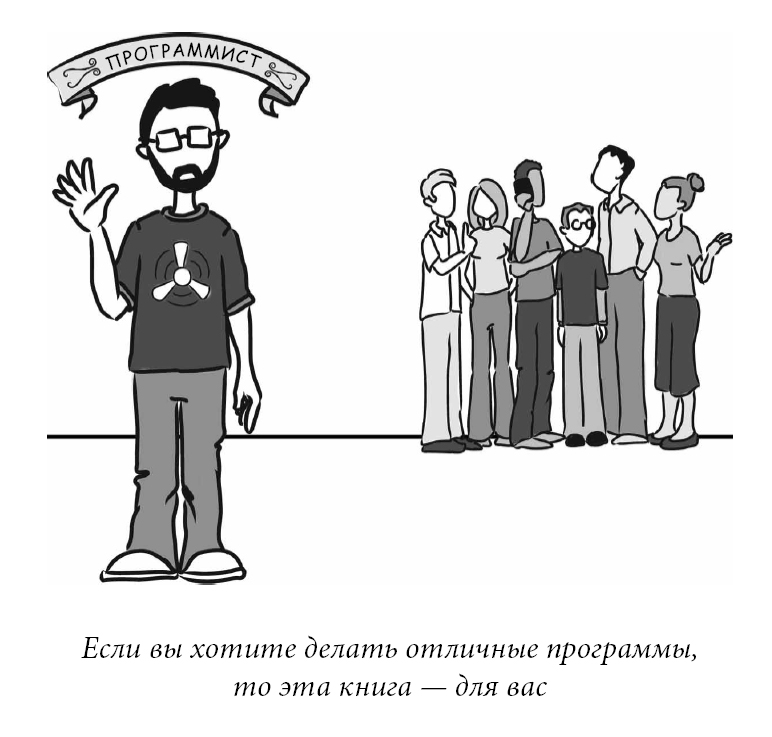 ПРОГРАММИСТ
Если вы хотите делать отличные программы,
то эта книга — для вас